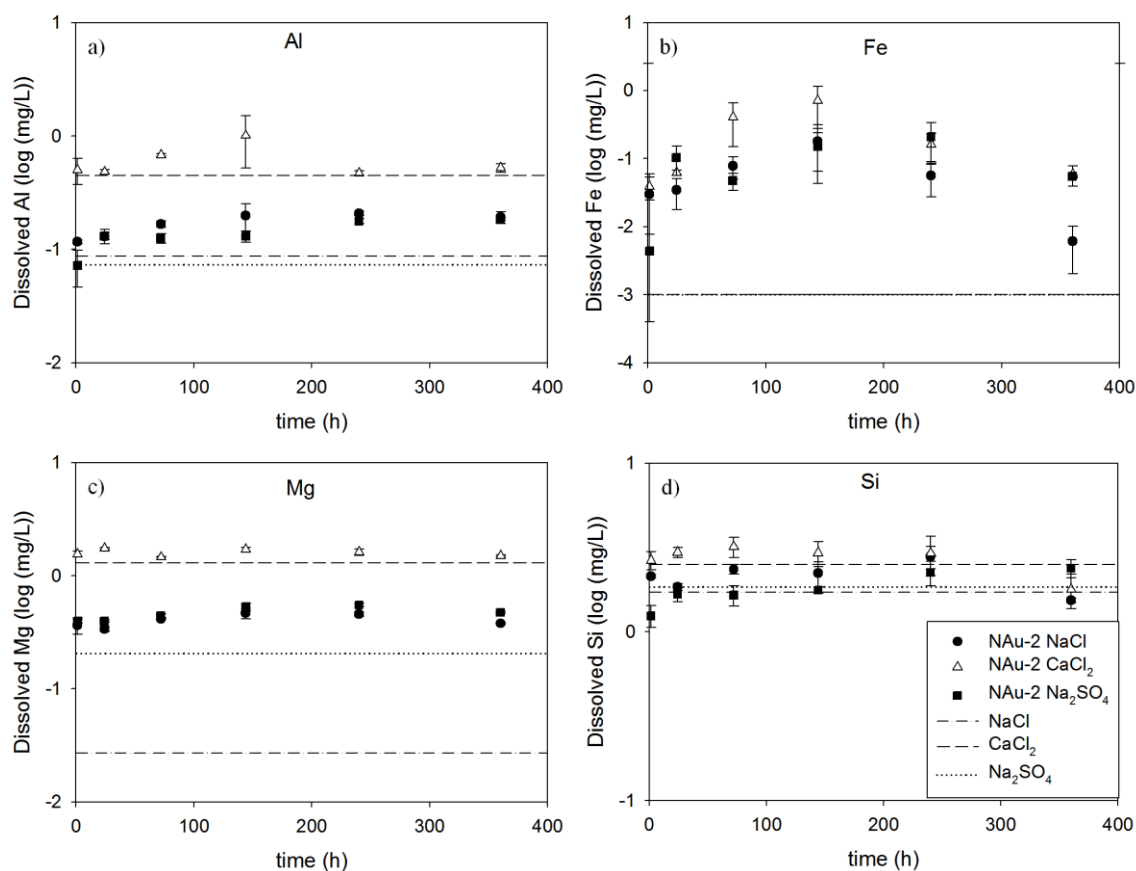 a) Al
Dissolved Al (log (mg/L))
1
0
-1
-2
0 100 200 300 400
time (h)
b) Fe
Dissolved Fe (log (mg/L))
1
0
-1
-2
-3
-4
0 100 200 300 400
time (h)
c) Mg
Dissolved Mg (log (mg/L))
1
0
-1
-2
0 100 200 300 400
time (h)
d) Si
Dissolved Si (log (mg/L))
1
0
-1
0 100 200 300 400
time (h)
NAu-2 NaCl
NAu-2 CaCl₂
NAu-2 Na₂SO₄
NaCl
CaCl₂
Na₂SO₄